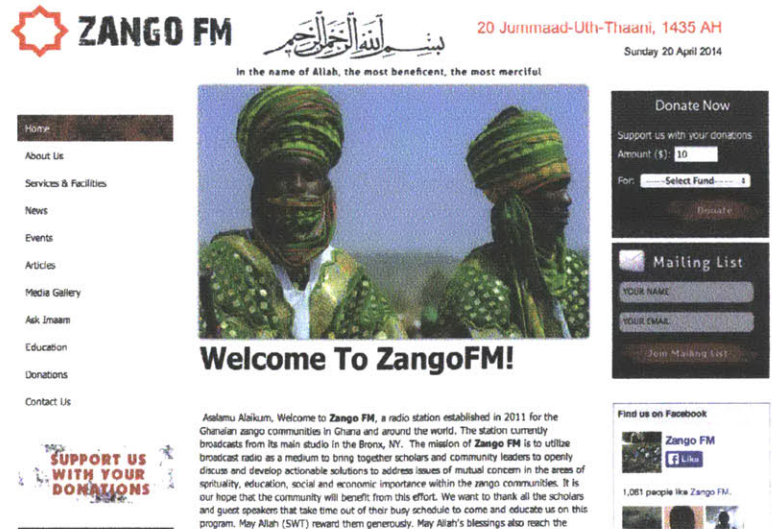 ZANGO FM
بسم الله الرحمن الرحيم
In the name of Allah, the most beneficent, the most merciful
20 Jummaad-Uth-Thaani, 1435 AH
Sunday 20 April 2014
Home
About Us
Services & Facilities
News
Events
Articles
Media Gallery
Ask Imaam
Education
Donations
Contact Us
SUPPORT US
WITH YOUR
DONATIONS
Welcome To ZangoFM!
Asalamu Alaikum, Welcome to Zango FM, a radio station established in 2011 for the
Ghanaian zango communities in Ghana and around the world. The station currently
broadcasts from its main studio in the Bronx, NY. The mission of Zango FM is to utilize
broadcast radio as a medium to bring together scholars and community leaders to openly
discuss and develop actionable solutions to address issues of mutual concern in the areas of
sprituality, education, social and economic importance within the zango communities. It is
our hope that the community will benefit from this effort. We want to thank all the scholars
and guest speakers that take time out of their busy schedule to come and educate us on this
program. May Allah (SWT) reward them generously. May Allah's blessings also reach the
Donate Now
Support us with your donations
Amount ($): 10
For: -----Select Fund-----
Donate
Mailing List
YOUR NAME
YOUR EMAIL
Join Mailing List
Find us on Facebook
Zango FM
Like
1,081 people like Zango FM.